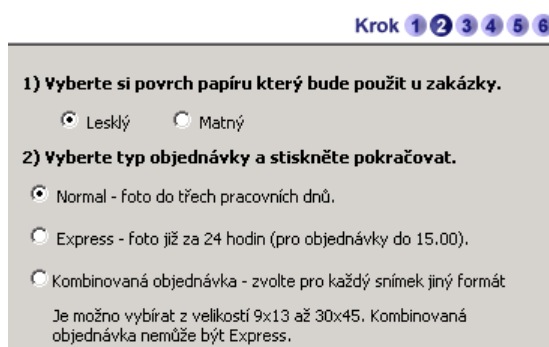 Krok 1 2 3 4 5 6
1) Vyberte si povrch papíru který bude použit u zakázky.
Lesklý Matný
2) Vyberte typ objednávky a stiskněte pokračovat.
Normal - foto do třech pracovních dnů.
Express - foto již za 24 hodin (pro objednávky do 15.00).
Kombinovaná objednávka - zvolte pro každý snímek jiný formát
Je možno vybírat z velikostí 9x13 až 30x45. Kombinovaná
objednávka nemůže být Express.